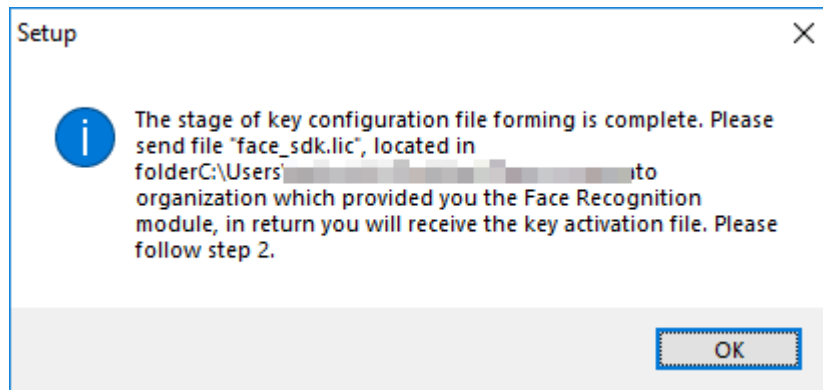 Setup
The stage of key configuration file forming is complete. Please
send file "face_sdk.lic", located in
folderC:\Users\ to
organization which provided you the Face Recognition
module, in return you will receive the key activation file. Please
follow step 2.
OK